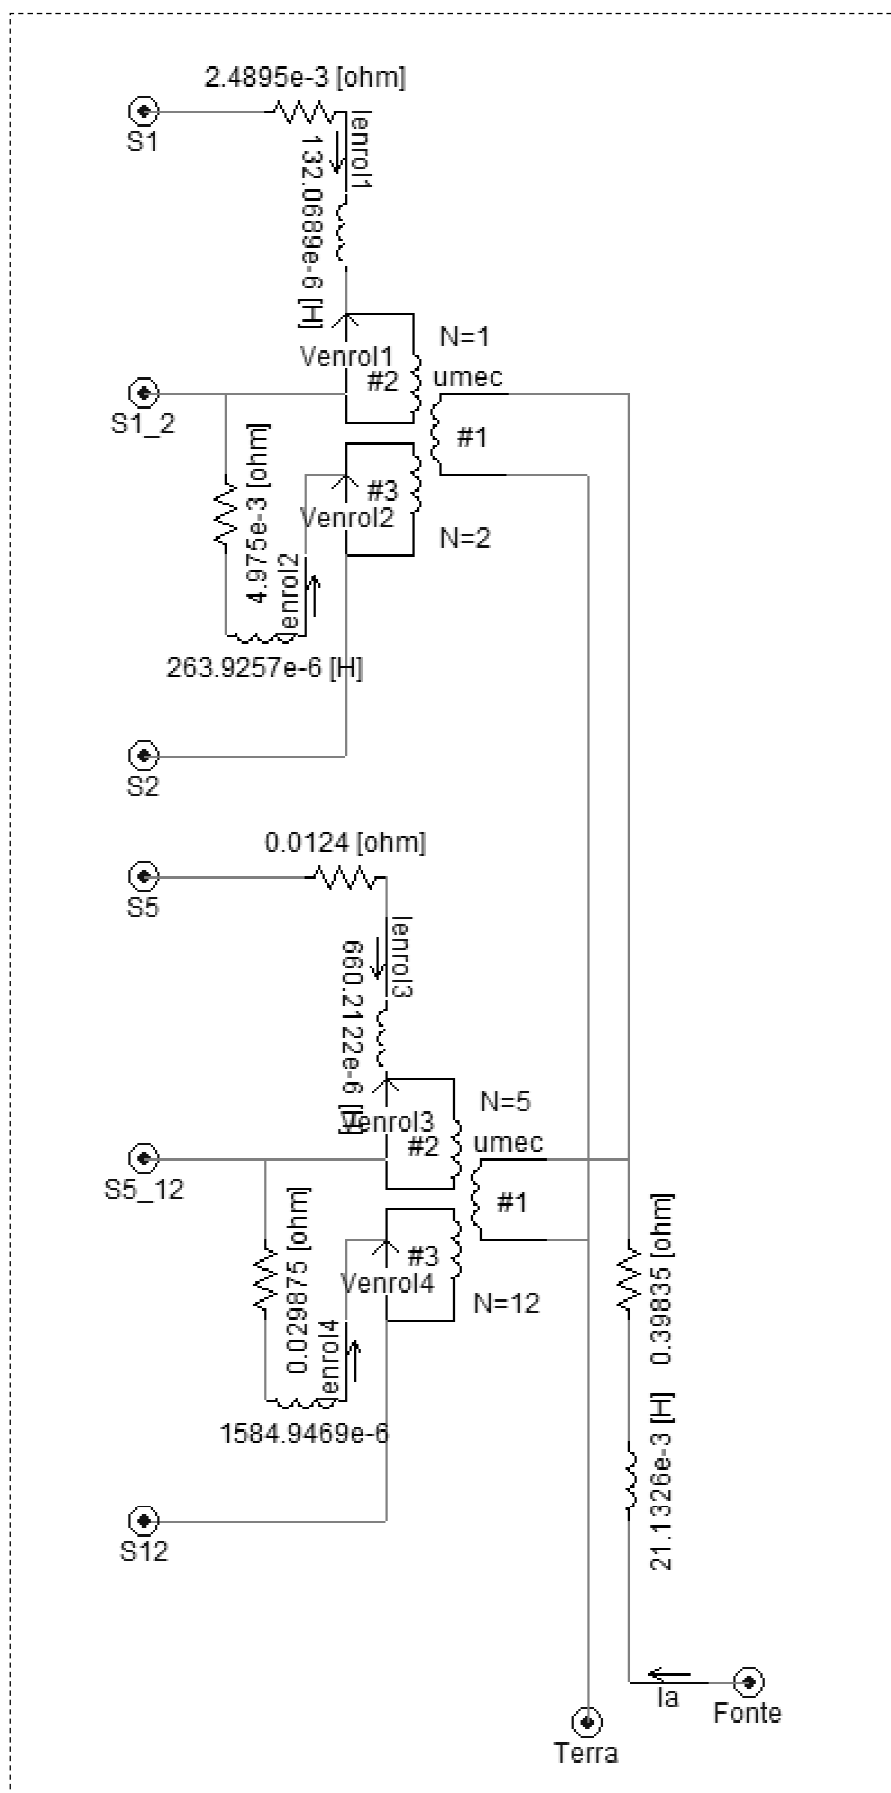 2.4895e-3 [ohm]
S1
Ienrol1
132.0689e-6 [H]
N=1
Venrol1
#2
umec
S1_2
#1
4.975e-3 [ohm]
#3
Venrol2
N=2
Ienrol2
263.9257e-6 [H]
S2
0.0124 [ohm]
S5
Ienrol3
660.2122e-6 [H]
N=5
Venrol3
#2
umec
S5_12
#1
0.029875 [ohm]
#3
Venrol4
N=12
0.39835 [ohm]
Ienrol4
1584.9469e-6
21.1326e-3 [H]
S12
Ia
Fonte
Terra